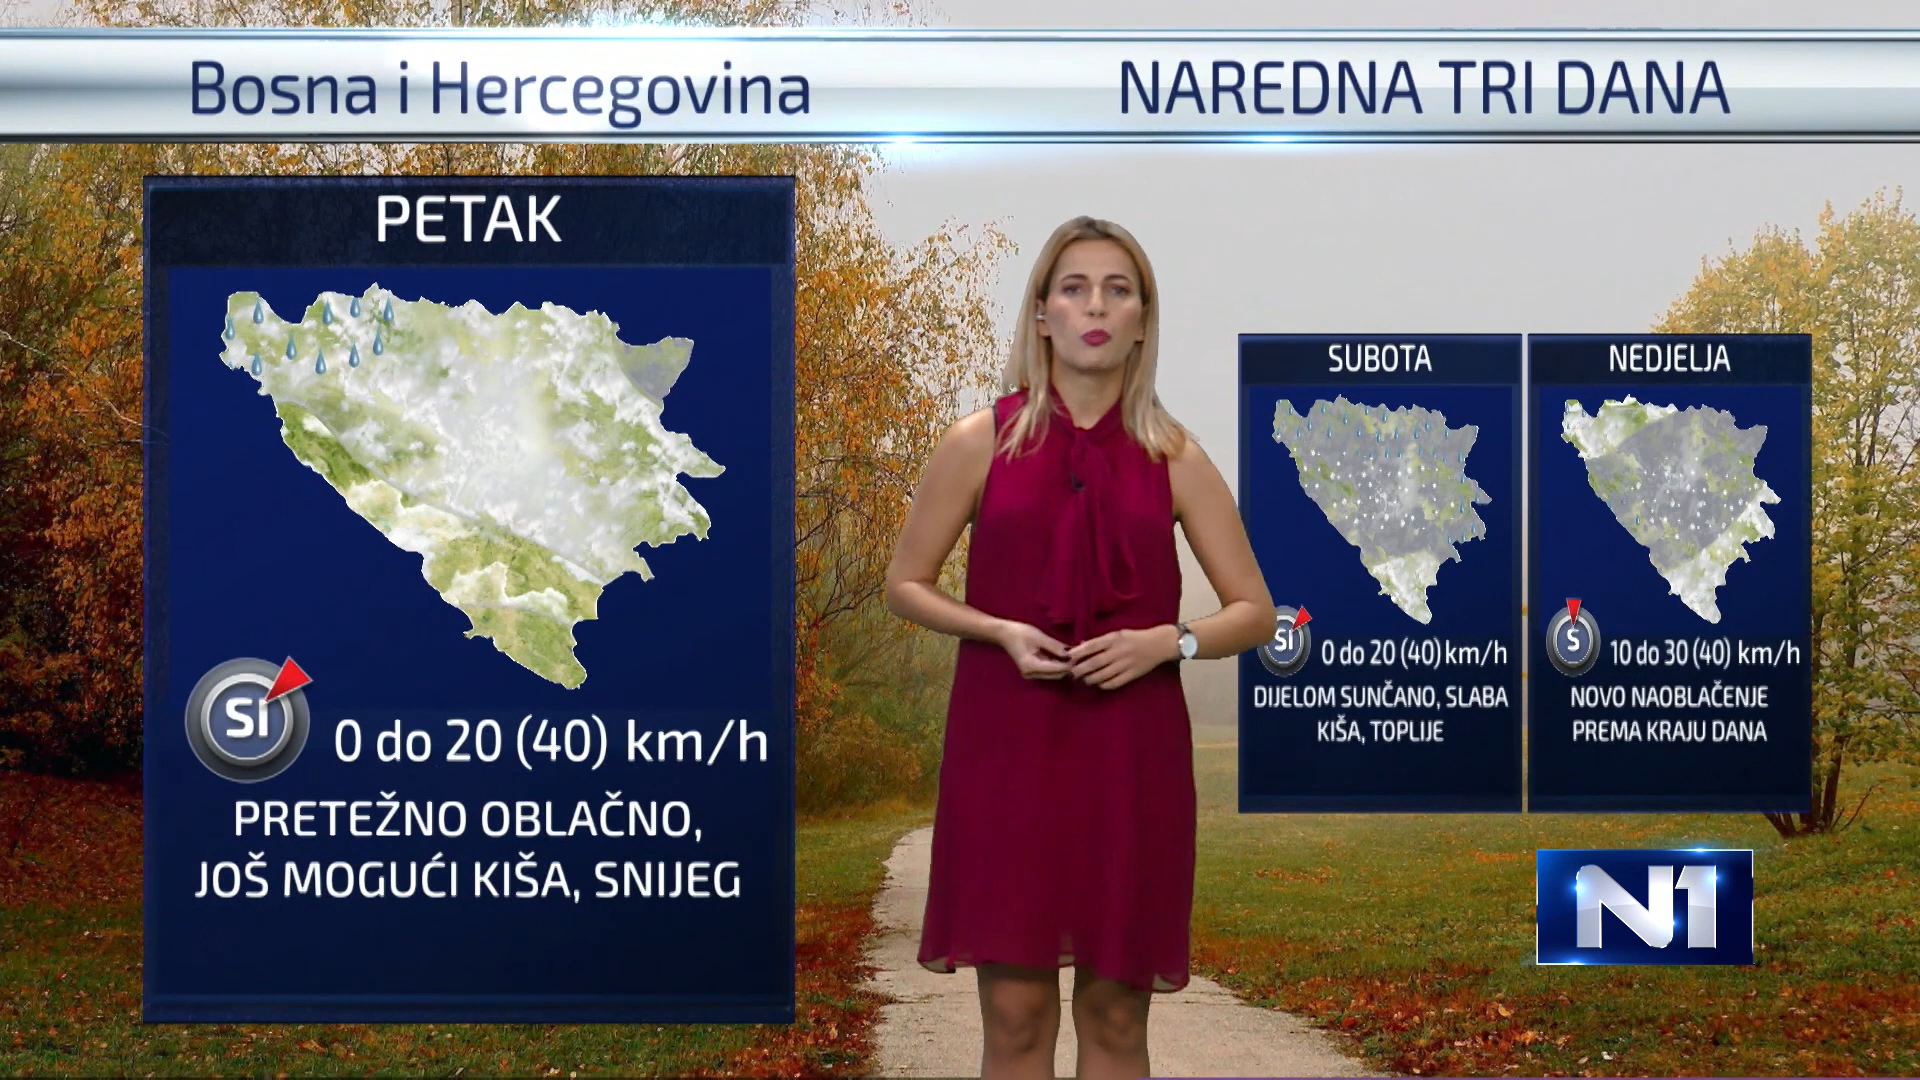 Bosna i Hercegovina
NAREDNA TRI DANA
PETAK
SI
0 do 20 (40) km/h
PRETEŽNO OBLAČNO,
JOŠ MOGUĆI KIŠA, SNIJEG
SUBOTA
SI
0 do 20 (40) km/h
DIJELOM SUNČANO, SLABA
KIŠA, TOPLIJE
NEDJELJA
S
10 do 30 (40) km/h
NOVO NAOBLAČENJE
PREMA KRAJU DANA
N1